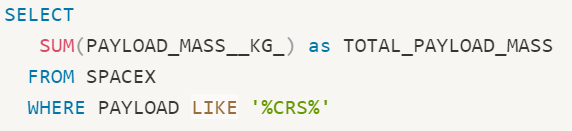 SELECT
SUM(PAYLOAD_MASS__KG_) as TOTAL_PAYLOAD_MASS
FROM SPACEX
WHERE PAYLOAD LIKE '%CRS%'